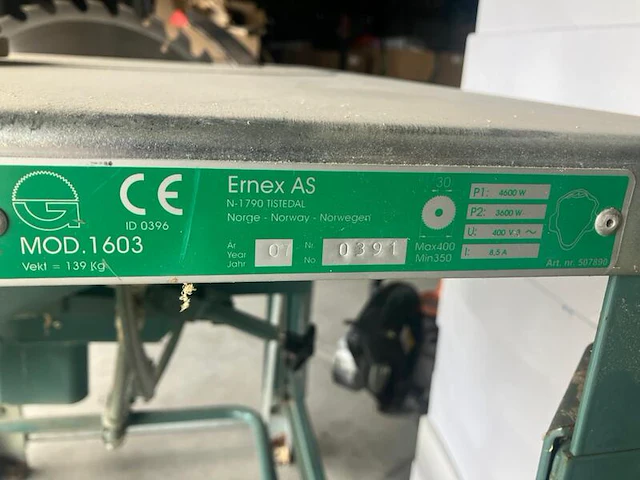 CE
ID 0396
MOD.1603
Vekt = 139 Kg
Ernex AS
N-1790 TISTEDAL
Norge - Norway - Norwegen
År
Year
Jahr
01
Nr.
No.
0391
30
Max400
Min350
P1: 4600 W
P2: 3600 W
U: 400 V 3 ~
I: 8,5 A
Art. nr. 507890